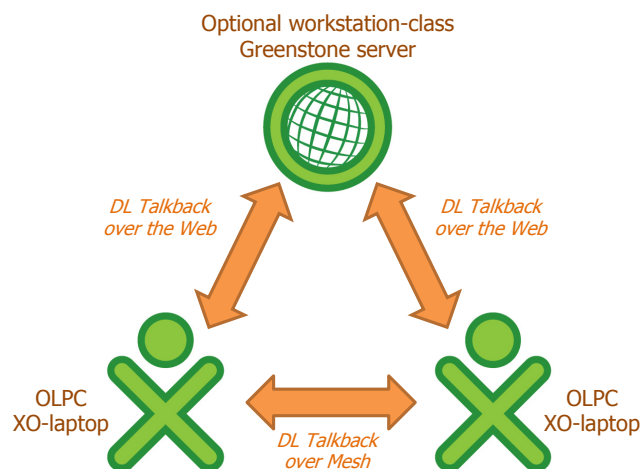 Optional workstation-class
Greenstone server
DL Talkback
over the Web
DL Talkback
over the Web
OLPC
XO-laptop
OLPC
XO-laptop
DL Talkback
over Mesh